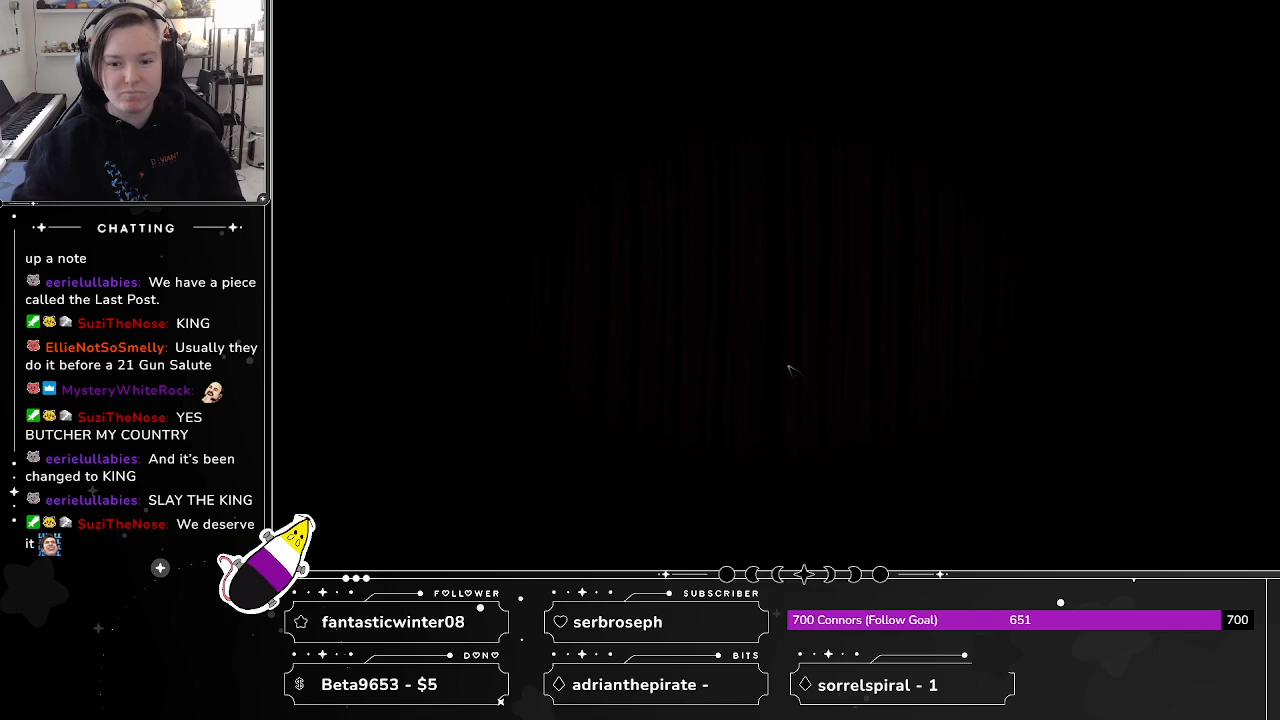 DEVIANT
CHATTING
up a note
eerielullabies: We have a piece
called the Last Post.
SuziTheNose: KING
EllieNotSoSmelly: Usually they
do it before a 21 Gun Salute
MysteryWhiteRock:
SuziTheNose: YES
BUTCHER MY COUNTRY
eerielullabies: And it's been
changed to KING
eerielullabies: SLAY THE KING
SuziTheNose: We deserve
it
FOLLOWER
fantasticwinter08
SUBSCRIBER
serbroseph
700 Connors (Follow Goal) 651 700
DONO
Beta9653 - $5
BITS
adrianthepirate -
sorrelspiral - 1